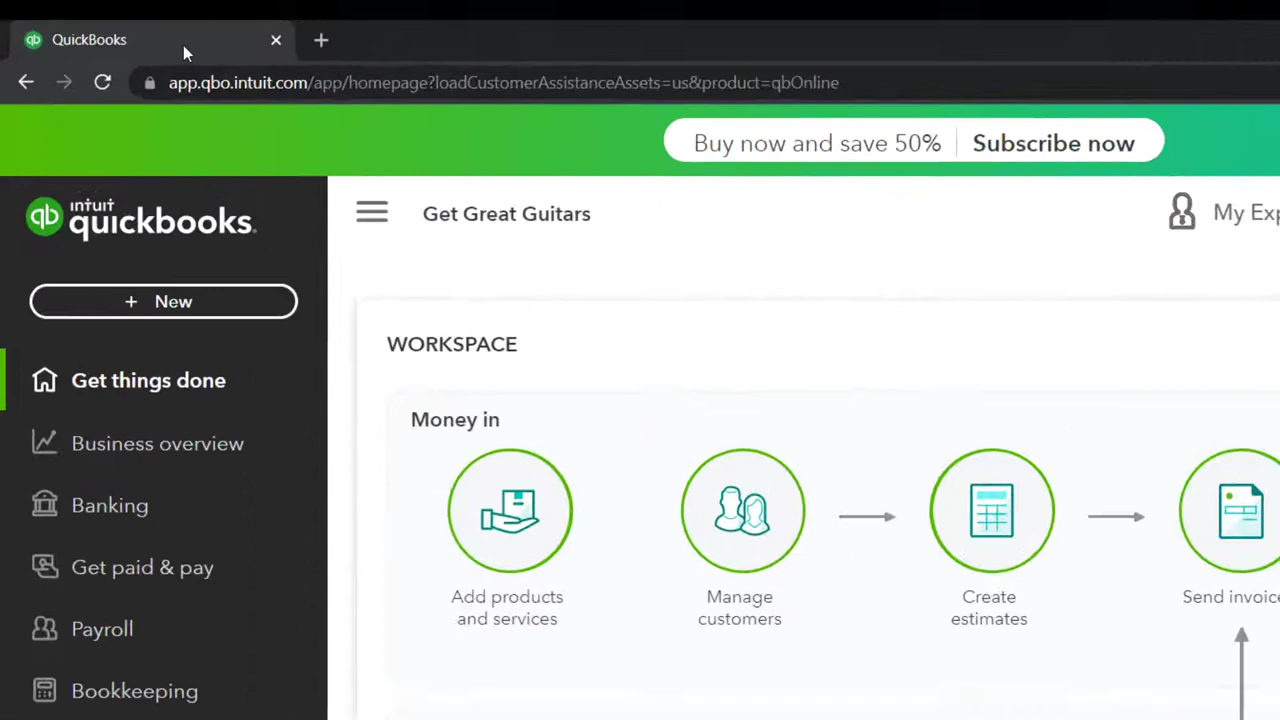 QuickBooks
app.qbo.intuit.com/app/homepage?loadCustomerAssistanceAssets=us&product=qbOnline
Buy now and save 50% Subscribe now
intuit
quickbooks.
Get Great Guitars
My
+ New
WORKSPACE
Get things done
Money in
Business overview
Banking
Get paid & pay
Add products
and services
Manage
customers
Create
estimates
Send
Payroll
Bookkeeping